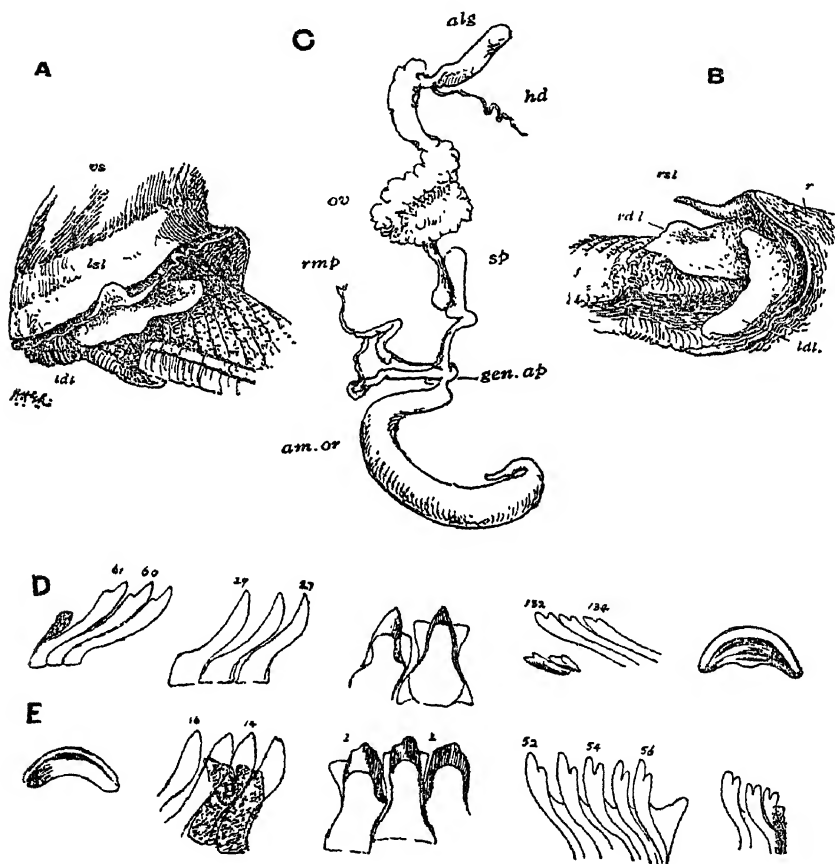 A
C
B
alg
hd
vs
lsl
ldl
ov
sp
rmp
gen. ap
am. or
rsl
rdl
r
ldl.
D
61 60
29 27
132 134
E
16 14
1 1
52 54 56